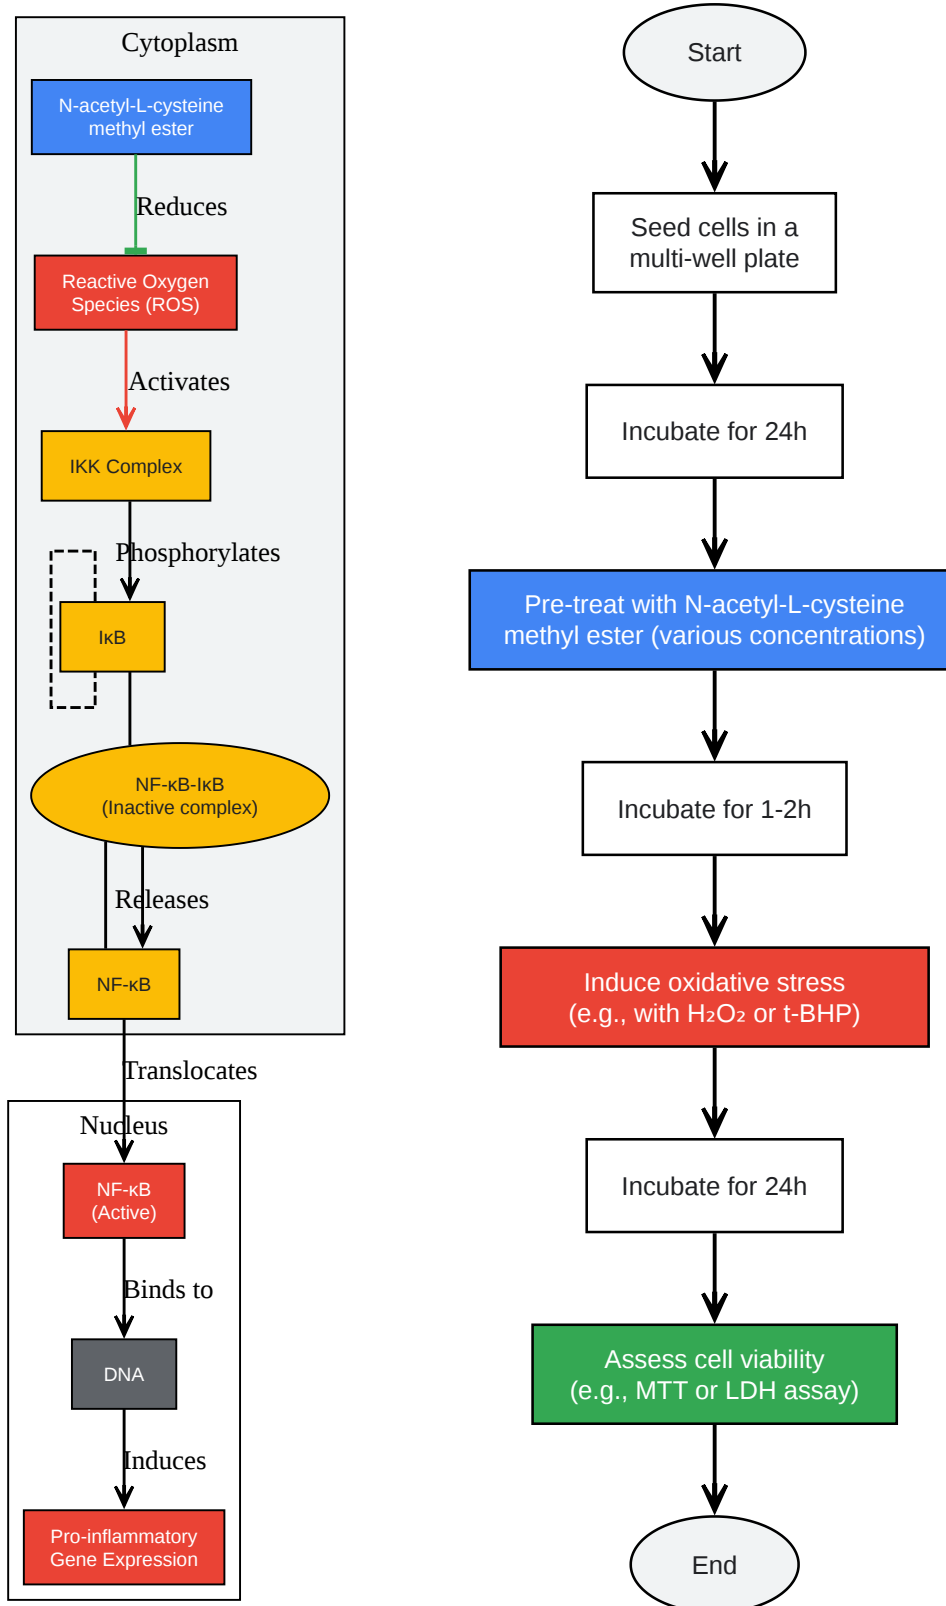 Cytoplasm
N-acetyl-L-cysteine
methyl ester
Reduces
Reactive Oxygen
Species (ROS)
Activates
IKK Complex
Phosphorylates
IκB
NF-κB-IκB
(Inactive complex)
Releases
NF-κB
Translocates
Nucleus
NF-κB
(Active)
Binds to
DNA
Induces
Pro-inflammatory
Gene Expression
Start
Seed cells in a
multi-well plate
Incubate for 24h
Pre-treat with N-acetyl-L-cysteine
methyl ester (various concentrations)
Incubate for 1-2h
Induce oxidative stress
(e.g., with H₂O₂ or t-BHP)
Incubate for 24h
Assess cell viability
(e.g., MTT or LDH assay)
End